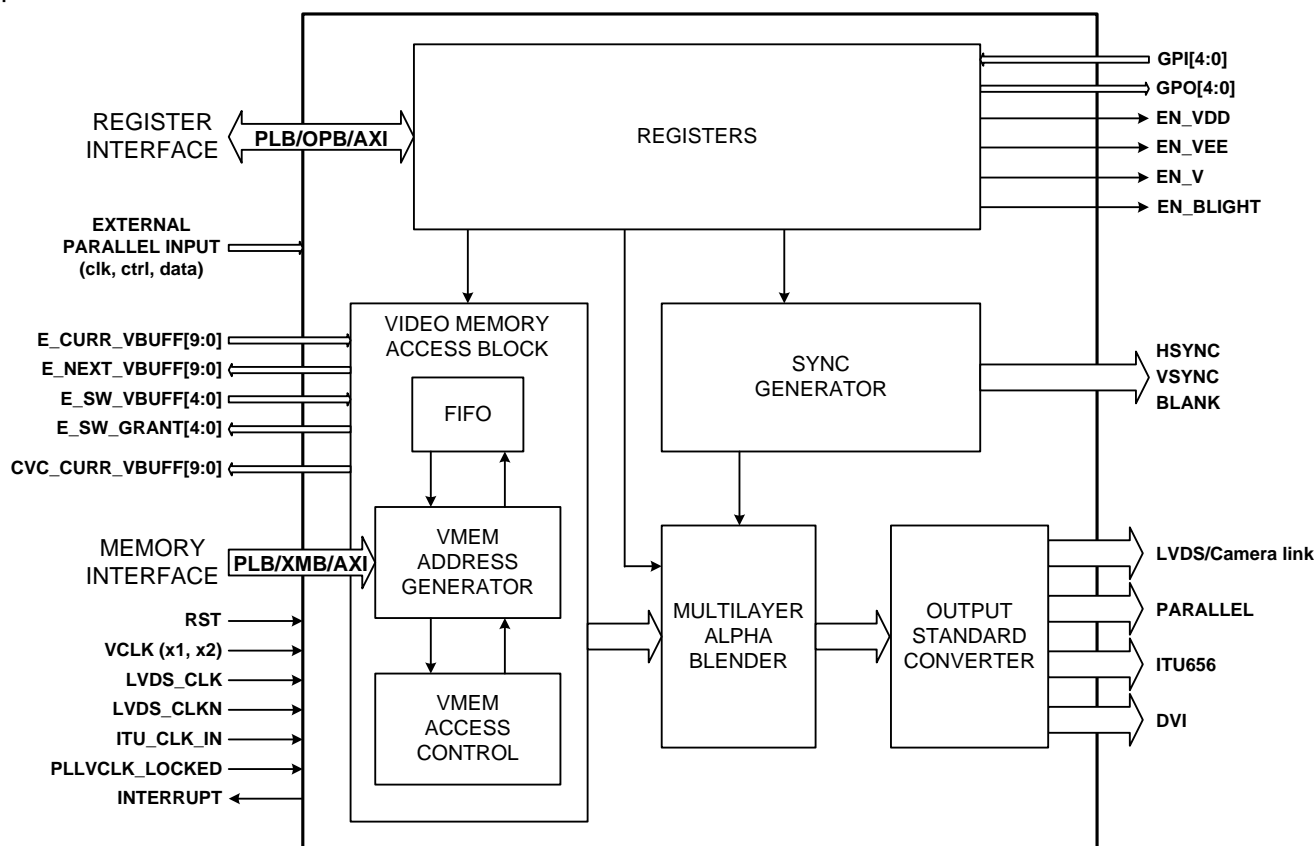 REGISTER
INTERFACE
PLB/OPB/AXI
REGISTERS
GPI[4:0]
GPO[4:0]
EN_VDD
EN_VEE
EN_V
EN_BLIGHT
EXTERNAL
PARALLEL INPUT
(clk, ctrl, data)
E_CURR_VBUFF[9:0]
E_NEXT_VBUFF[9:0]
E_SW_VBUFF[4:0]
E_SW_GRANT[4:0]
CVC_CURR_VBUFF[9:0]
VIDEO MEMORY
ACCESS BLOCK
FIFO
SYNC
GENERATOR
HSYNC
VSYNC
BLANK
MEMORY
INTERFACE
PLB/XMB/AXI
VMEM
ADDRESS
GENERATOR
VMEM
ACCESS
CONTROL
MULTILAYER
ALPHA
BLENDER
OUTPUT
STANDARD
CONVERTER
LVDS/Camera link
PARALLEL
ITU656
DVI
RST
VCLK (x1, x2)
LVDS_CLK
LVDS_CLKN
ITU_CLK_IN
PLLVCLK_LOCKED
INTERRUPT